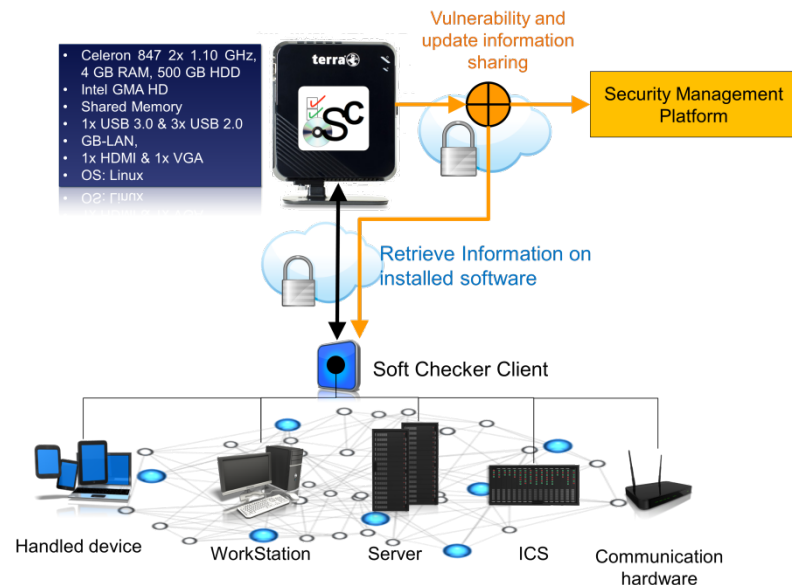 Vulnerability and
update information
sharing
• Celeron 847 2x 1.10 GHz,
4 GB RAM, 500 GB HDD
• Intel GMA HD
• Shared Memory
• 1x USB 3.0 & 3x USB 2.0
• GB-LAN,
• 1x HDMI & 1x VGA
• OS: Linux
terra
SC
Security Management
Platform
Retrieve Information on
installed software
Soft Checker Client
Handled device
WorkStation
Server
ICS
Communication
hardware